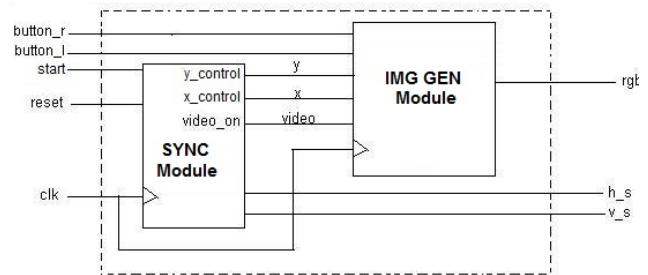 button_r
button_l
start
reset
clk
y_control
x_control
video_on
SYNC
Module
y
x
video
IMG GEN
Module
rgb
h_s
v_s